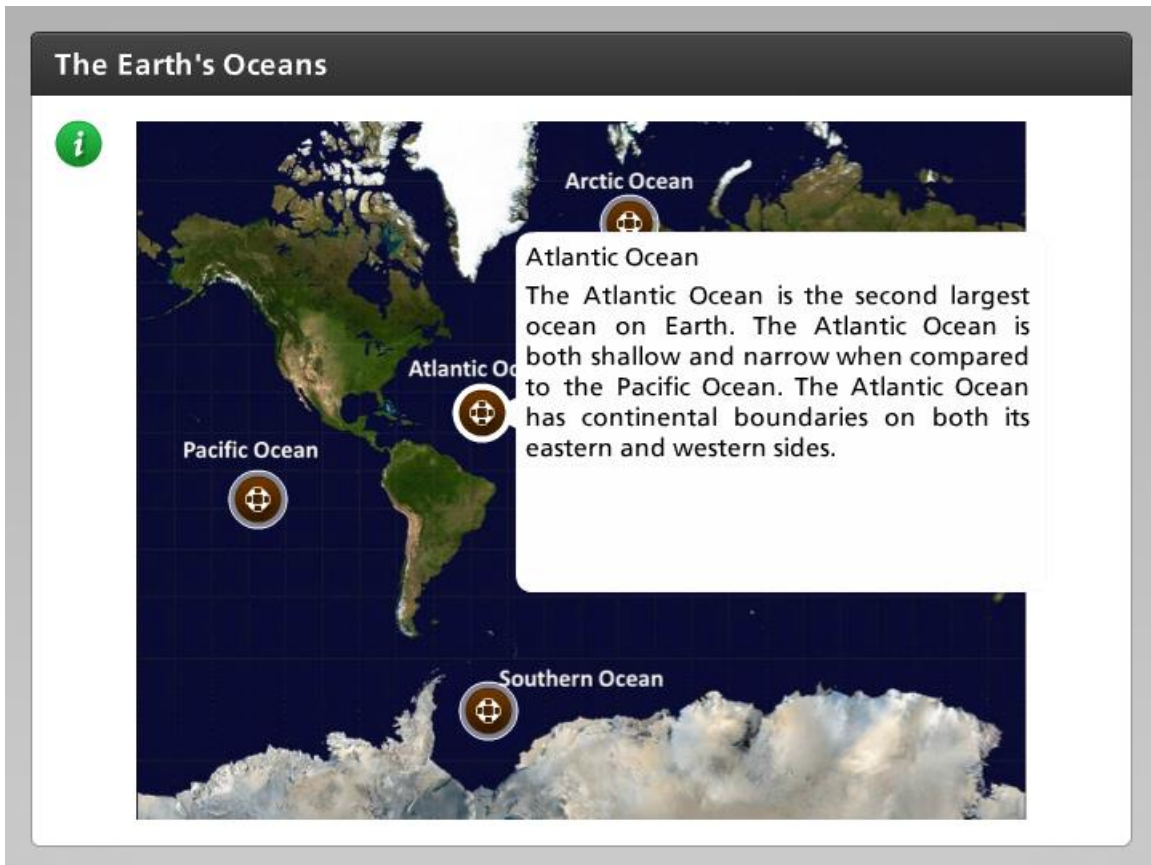 The Earth's Oceans
i
Arctic Ocean
Atlantic Ocean
The Atlantic Ocean is the second largest
ocean on Earth. The Atlantic Ocean is
both shallow and narrow when compared
to the Pacific Ocean. The Atlantic Ocean
has continental boundaries on both its
eastern and western sides.
Atlantic Oc
Pacific Ocean
Southern Ocean